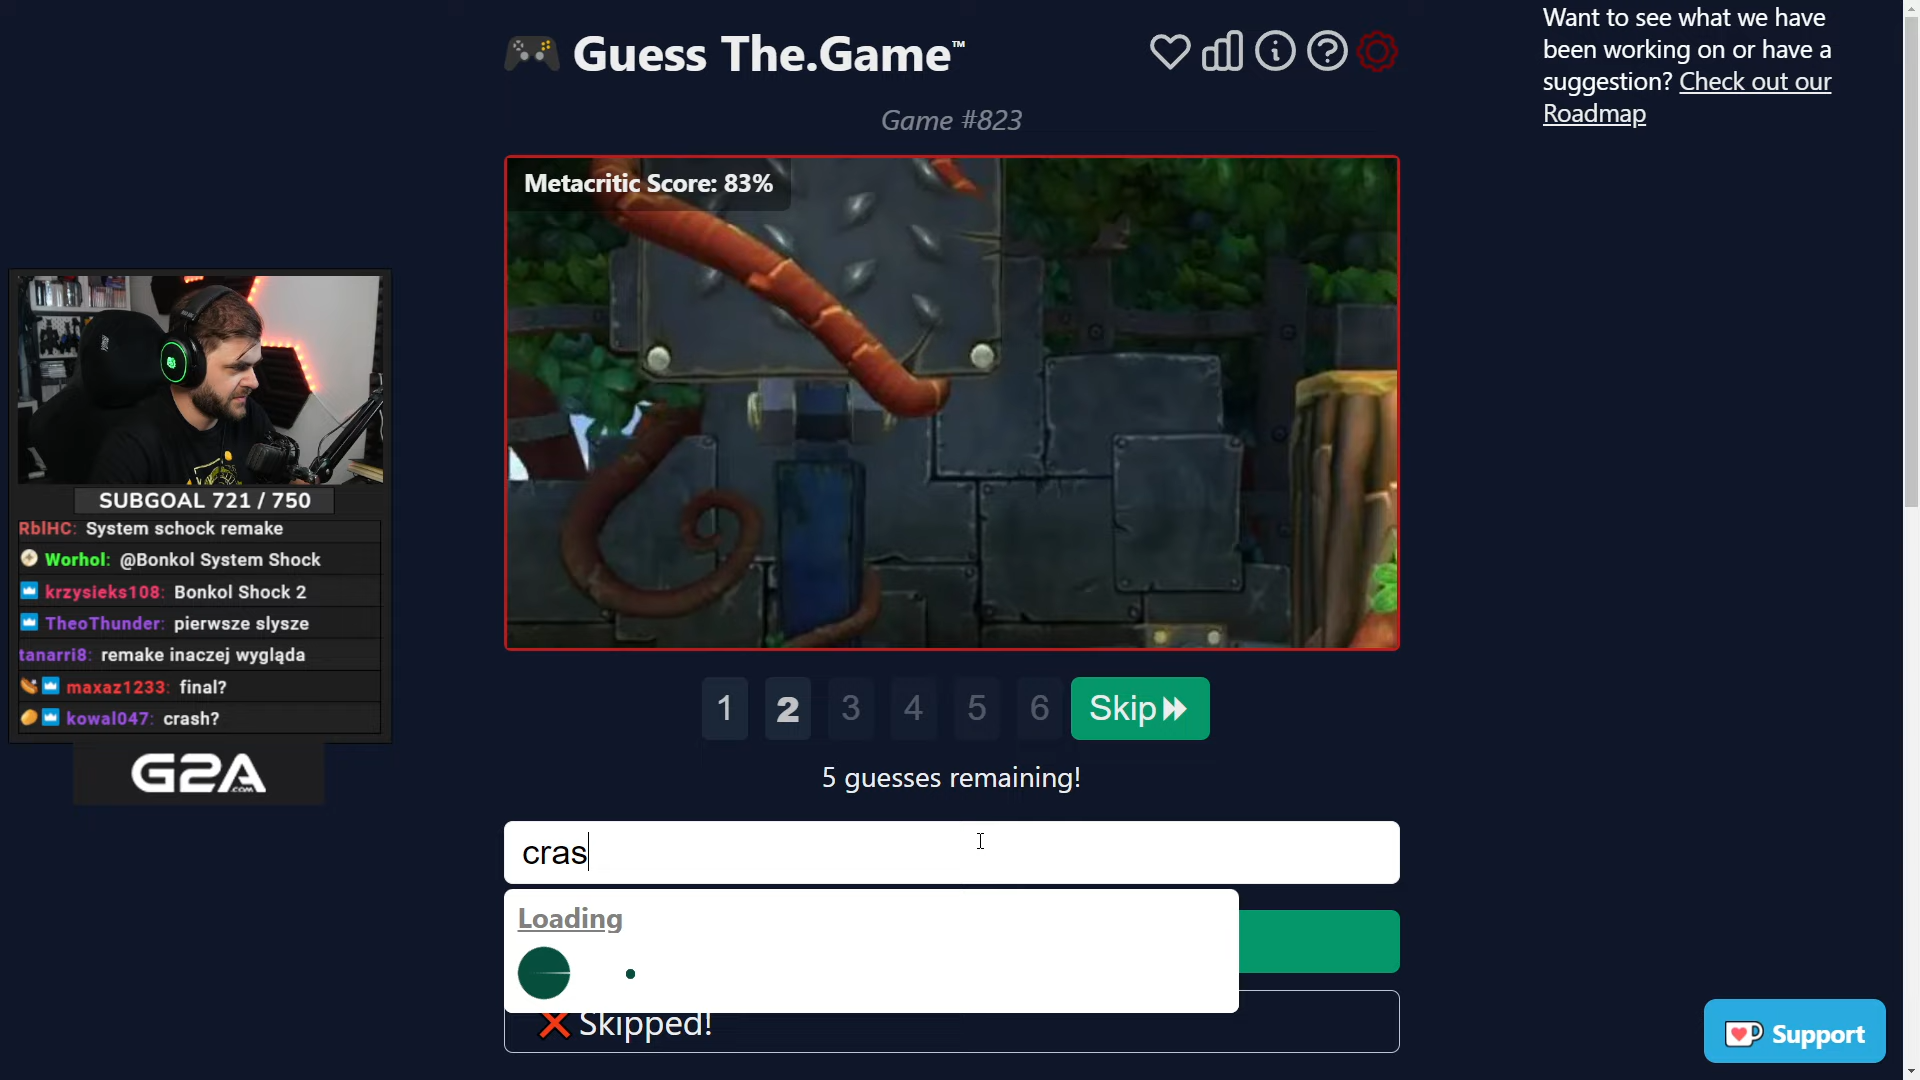 Guess The.Game™
Game #823
Want to see what we have
been working on or have a
suggestion? Check out our
Roadmap
Metacritic Score: 83%
SUBGOAL 721 / 750
RblHC: System schock remake
Worhol: @Bonkol System Shock
krzysieks108: Bonkol Shock 2
TheoThunder: pierwsze slysze
tanarri8: remake inaczej wygląda
maxaz1233: final?
kowal047: crash?
G2A.COM
1 2 3 4 5 6 Skip
5 guesses remaining!
cras
Loading
Skipped!
Support